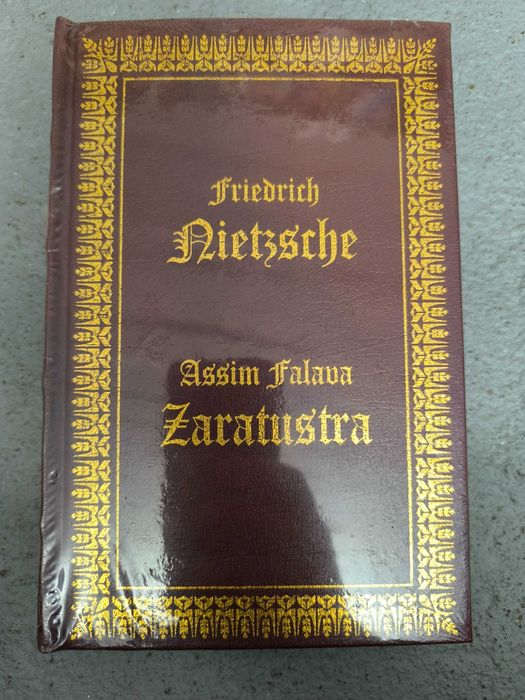 Friedrich
Nietzsche
Assim Falava
Zaratustra